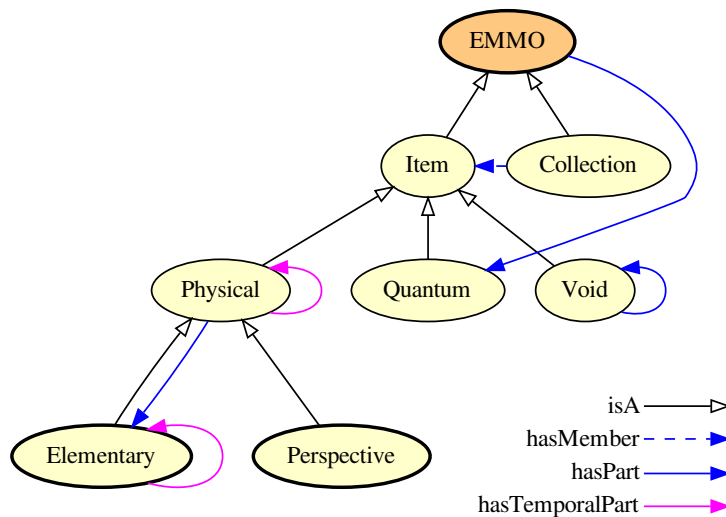 EMMO
Item
Collection
Physical
Quantum
Void
Elementary
Perspective
isA
hasMember
hasPart
hasTemporalPart